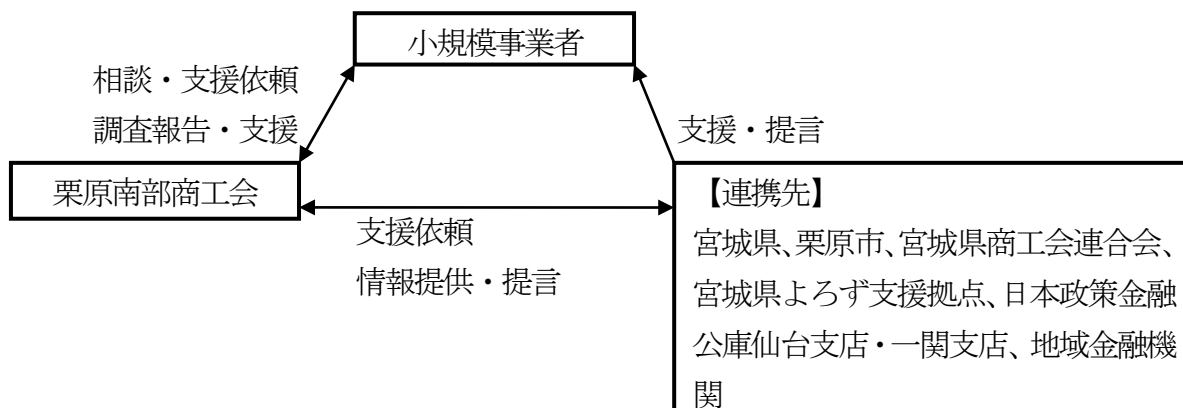 小規模事業者
相談・支援依頼
調査報告・支援
支援・提言
栗原南部商工会
支援依頼
情報提供・提言
【連携先】
宮城県、栗原市、宮城県商工会連合会、
宮城県よろず支援拠点、日本政策金融
公庫仙台支店・一関支店、地域金融機
関